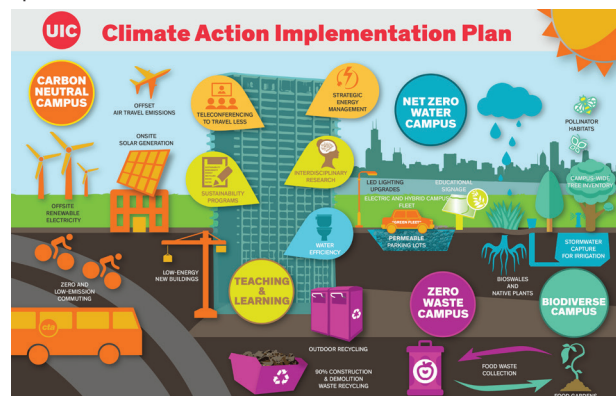 UIC
Climate Action Implementation Plan
CARBON
NEUTRAL
CAMPUS
OFFSET
AIR TRAVEL EMISSIONS
TELECONFERENCING
TO TRAVEL LESS
STRATEGIC
ENERGY
MANAGEMENT
NET ZERO
WATER
CAMPUS
POLLINATOR
HABITATS
ONSITE
SOLAR GENERATION
INTERDISCIPLINARY
RESEARCH
SUSTAINABILITY
PROGRAMS
LED LIGHTING
UPGRADES
EDUCATIONAL
SIGNAGE
CAMPUS-WIDE
TREE INVENTORY
ELECTRIC AND HYBRID CAMPUS
FLEET
OFFSITE
RENEWABLE
ELECTRICITY
WATER
EFFICIENCY
PERMEABLE
PARKING LOTS
STORMWATER
CAPTURE
FOR IRRIGATION
ZERO AND
LOW-EMISSION
COMMUTING
LOW-ENERGY
NEW BUILDINGS
TEACHING
&
LEARNING
ZERO
WASTE
CAMPUS
BIOSWALES
AND
NATIVE PLANTS
BIODIVERSE
CAMPUS
cta
OUTDOOR RECYCLING
90% CONSTRUCTION
& DEMOLITION
WASTE RECYCLING
FOOD WASTE
COLLECTION
FOOD GARDENS